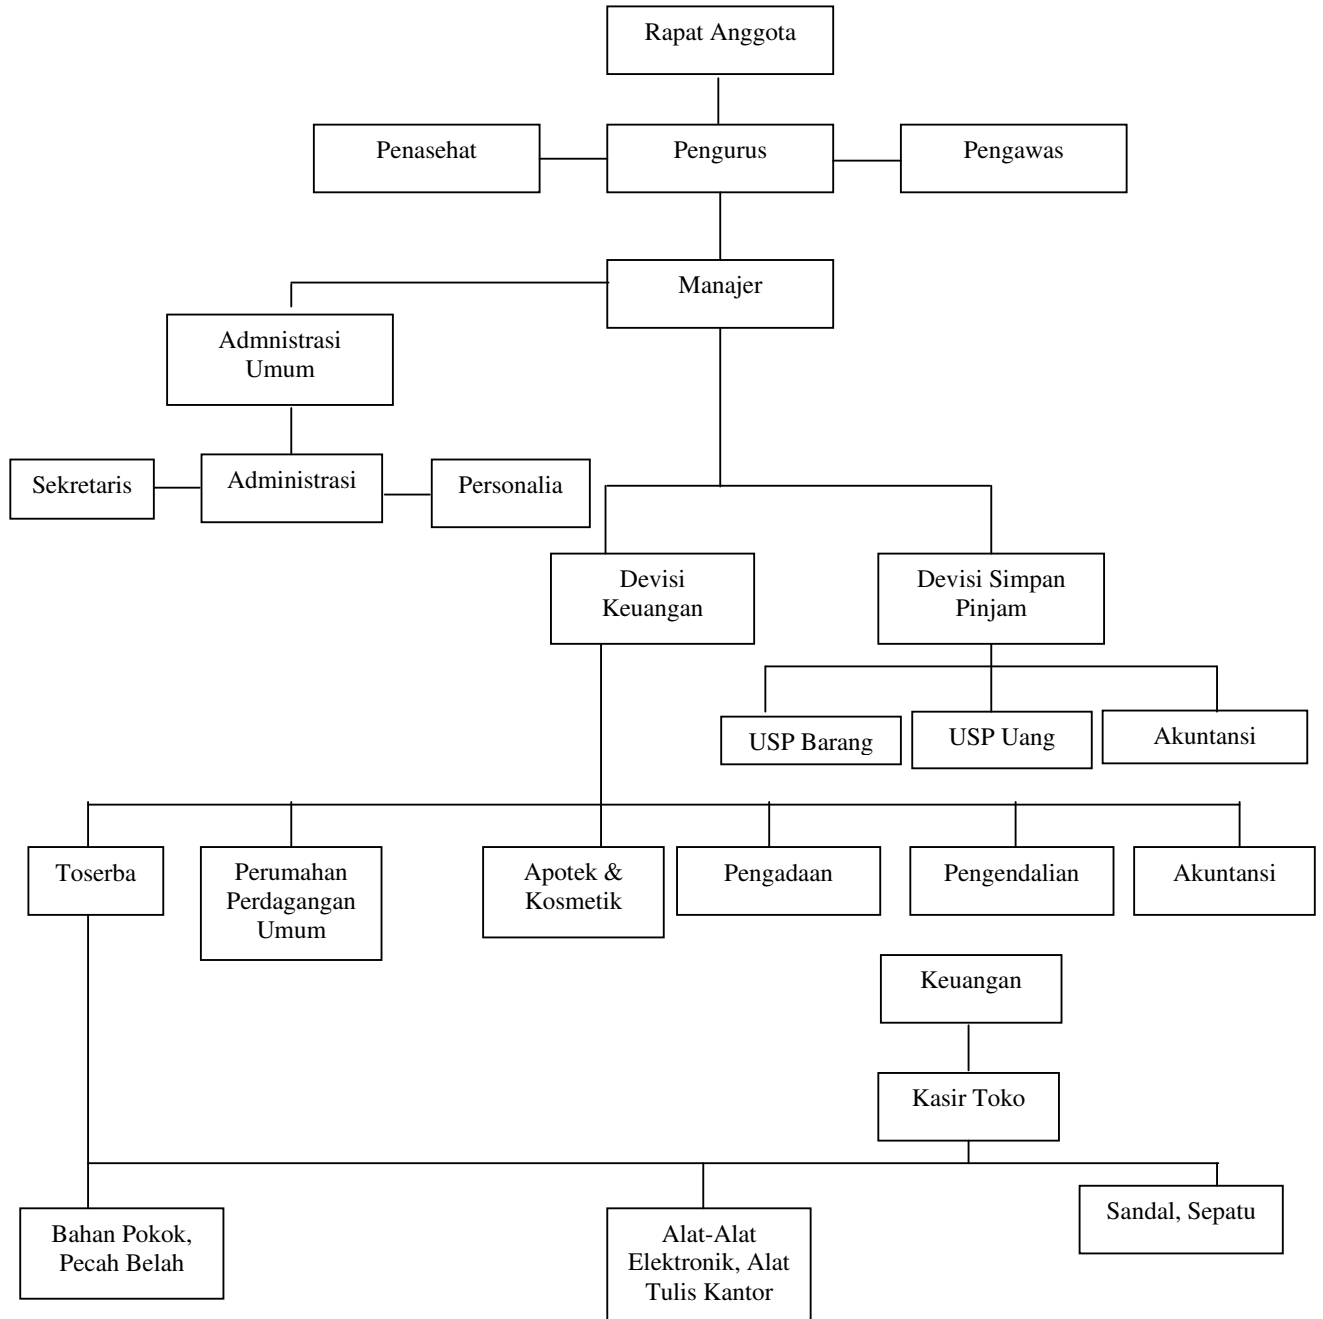 Rapat Anggota
Penasehat
Pengurus
Pengawas
Manajer
Admnistrasi
Umum
Sekretaris
Administrasi
Personalia
Devisi
Keuangan
Devisi Simpan
Pinjam
USP Barang
USP Uang
Akuntansi
Toserba
Perumahan
Perdagangan
Umum
Apotek &
Kosmetik
Pengadaan
Pengendalian
Akuntansi
Keuangan
Kasir Toko
Bahan Pokok,
Pecah Belah
Alat-Alat
Elektronik, Alat
Tulis Kantor
Sandal, Sepatu